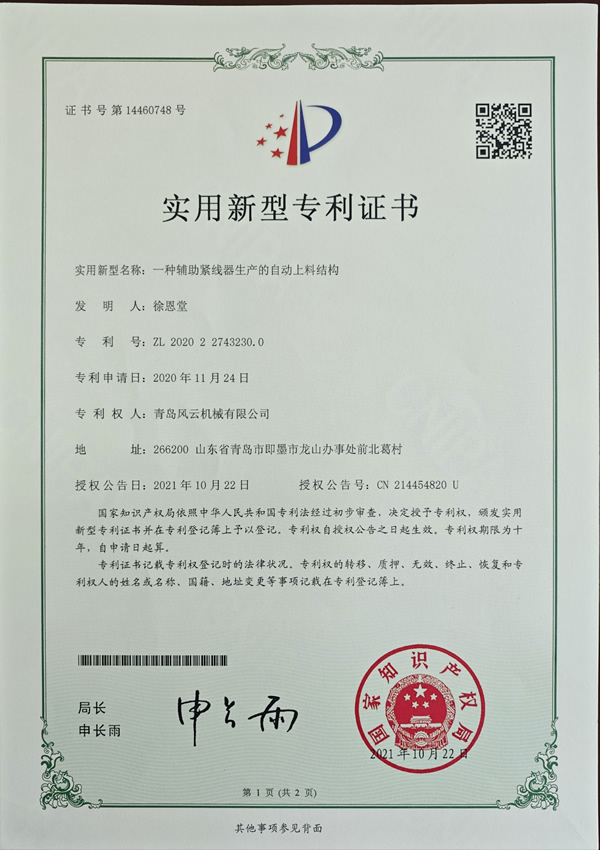 证书号第14460748号
实用新型专利证书
实用新型名称：一种辅助紧线器生产的自动上料结构
发明人：徐恩堂
专利号：ZL 2020 2 2743230.0
专利申请日：2020年11月24日
专利权人：青岛风云机械有限公司
地址：266200 山东省青岛市即墨市龙山办事处前北葛村
授权公告日：2021年10月22日 授权公告号：CN 214454820 U
国家知识产权局依照中华人民共和国专利法经过初步审查，决定授予专利权，颁发实用
新型专利证书并在专利登记簿上予以登记。专利权自授权公告之日起生效。专利权期限为十
年，自申请日起算。
专利证书记载专利权登记时的法律状况。专利权的转移、质押、无效、终止、恢复和专
利权人的姓名或名称、国籍、地址变更等事项记载在专利登记簿上。
局长
申长雨
申长雨
国家知识产权局
2021年10月22日
第1页(共2页)
其他事项参见背面